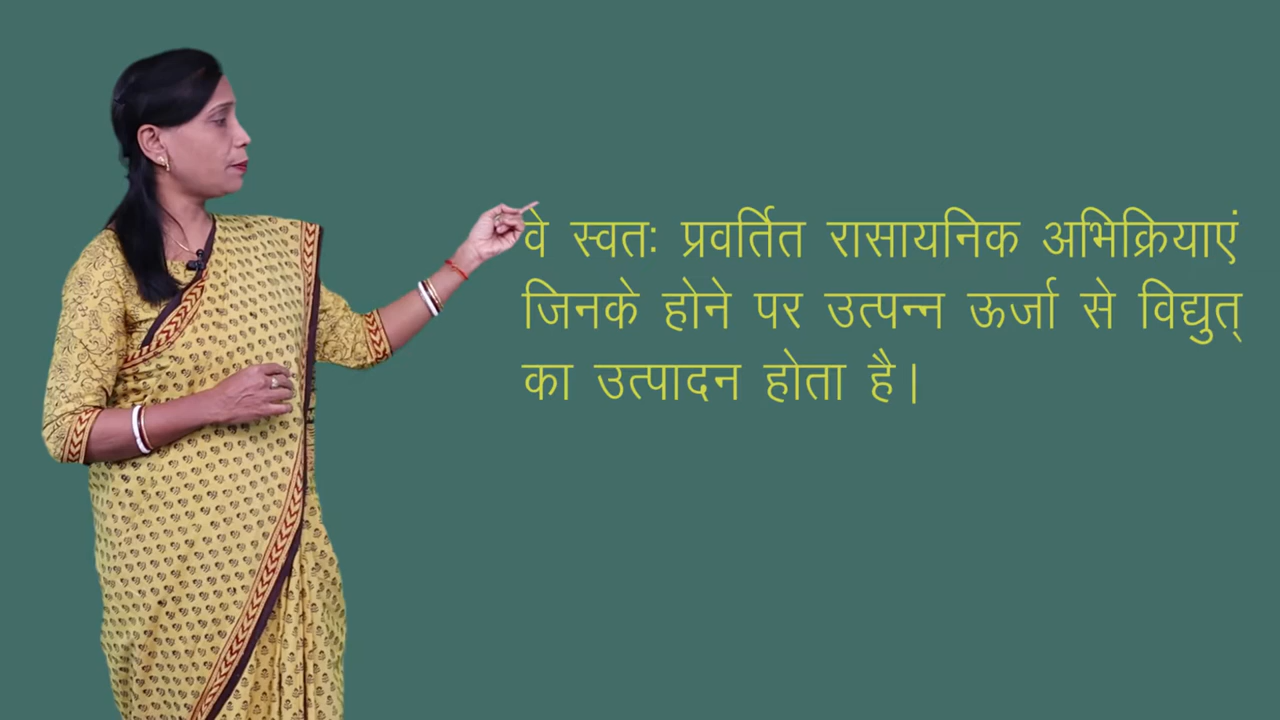 वे स्वतः प्रवर्तित रासायनिक अभिक्रियाएं
जिनके होने पर उत्पन्न ऊर्जा से विद्युत्
का उत्पादन होता है।